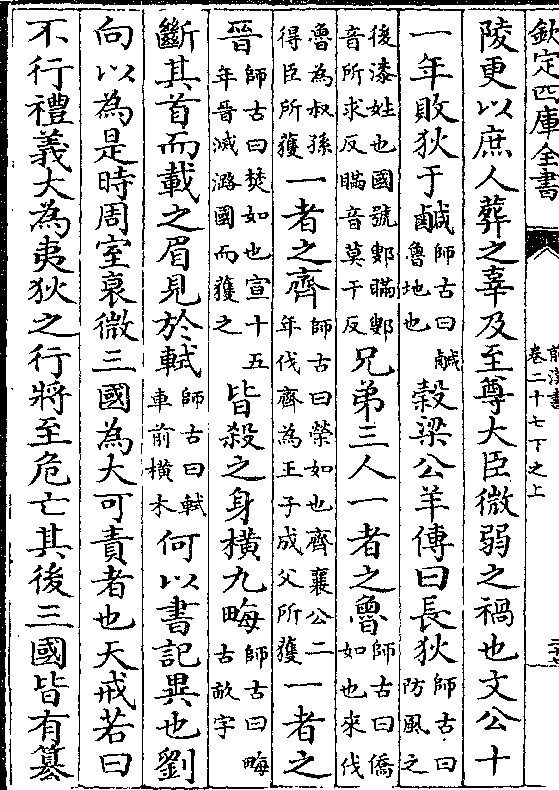 欽定四庫全書
前漢書
卷二十七下之上
陵更以庶人葬之辜及至尊大臣微弱之禍也文公十
一年敗狄于鹹師古曰鹹魯地也榖梁公羊傳曰長狄師古曰防風之
後漆姓也國號鄋瞞鄋音所求反瞞音莫干反兄弟三人一者之魯師古曰僑如也來伐
魯為叔孫得臣所獲一者之齊師古曰榮如也齊襄公二年伐齊為王子成父所獲一者之
晉師古曰焚如也宣十五年晉滅潞國而獲之皆殺之身橫九畮師古曰畮古畝字
斷其首而載之眉見於軾師古曰軾車前橫木何以書記異也劉
向以為是時周室衰微三國為大可責者也天戒若曰
不行禮義大為夷狄之行將至危亡其後三國皆有篡